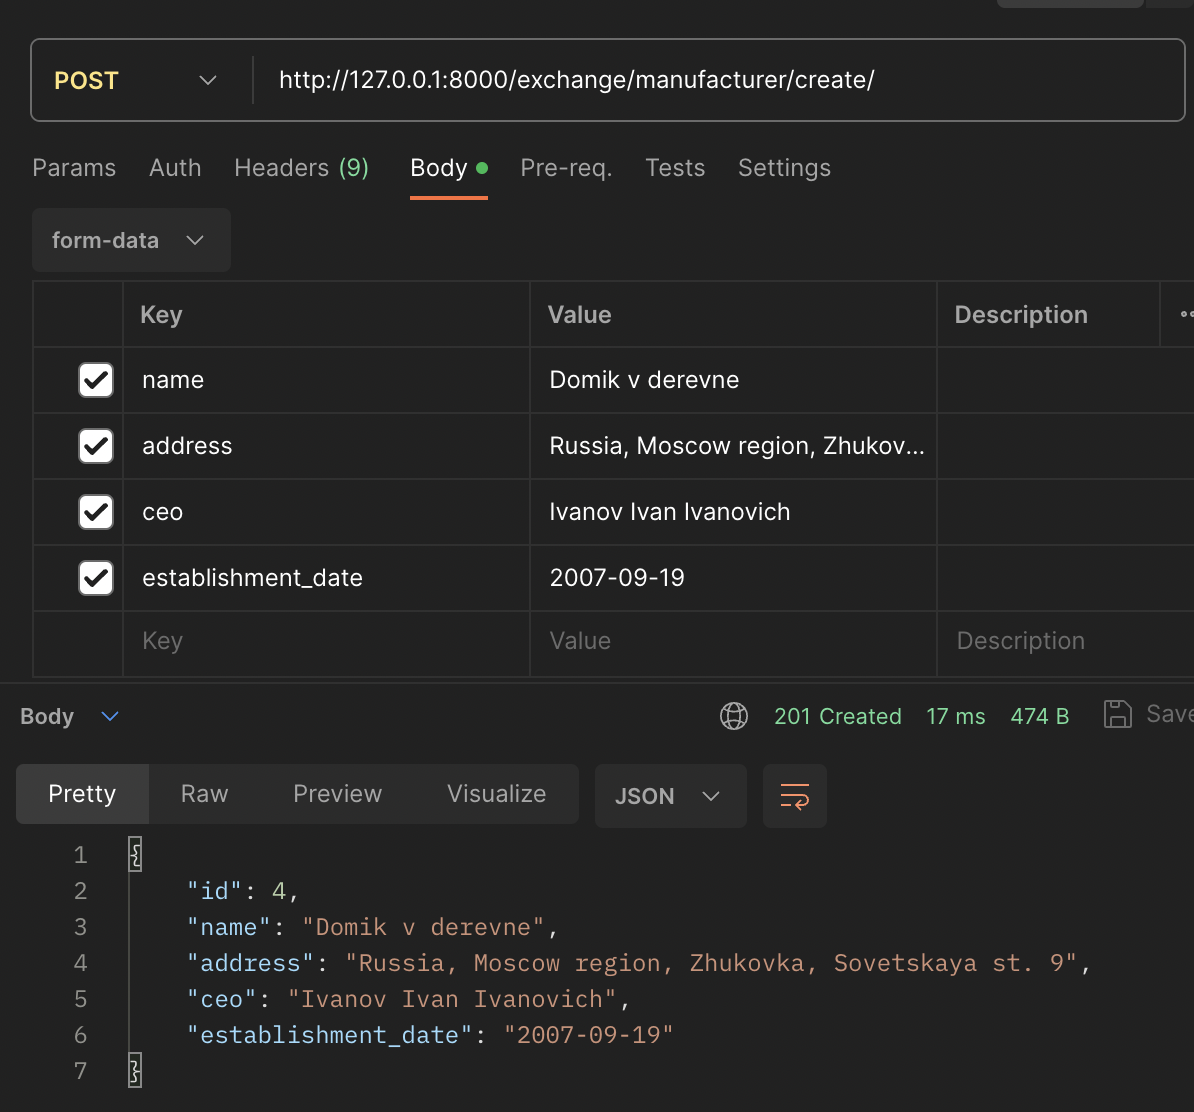 POST http://127.0.0.1:8000/exchange/manufacturer/create/
Params Auth Headers (9) Body Pre-req. Tests Settings
form-data
Key Value Description
name Domik v derevne
address Russia, Moscow region, Zhukov...
ceo Ivanov Ivan Ivanovich
establishment_date 2007-09-19
Key Value Description
Body 201 Created 17 ms 474 B Save
Pretty Raw Preview Visualize JSON
1 {
2 "id": 4,
3 "name": "Domik v derevne",
4 "address": "Russia, Moscow region, Zhukovka, Sovetskaya st. 9",
5 "ceo": "Ivanov Ivan Ivanovich",
6 "establishment_date": "2007-09-19"
7 }